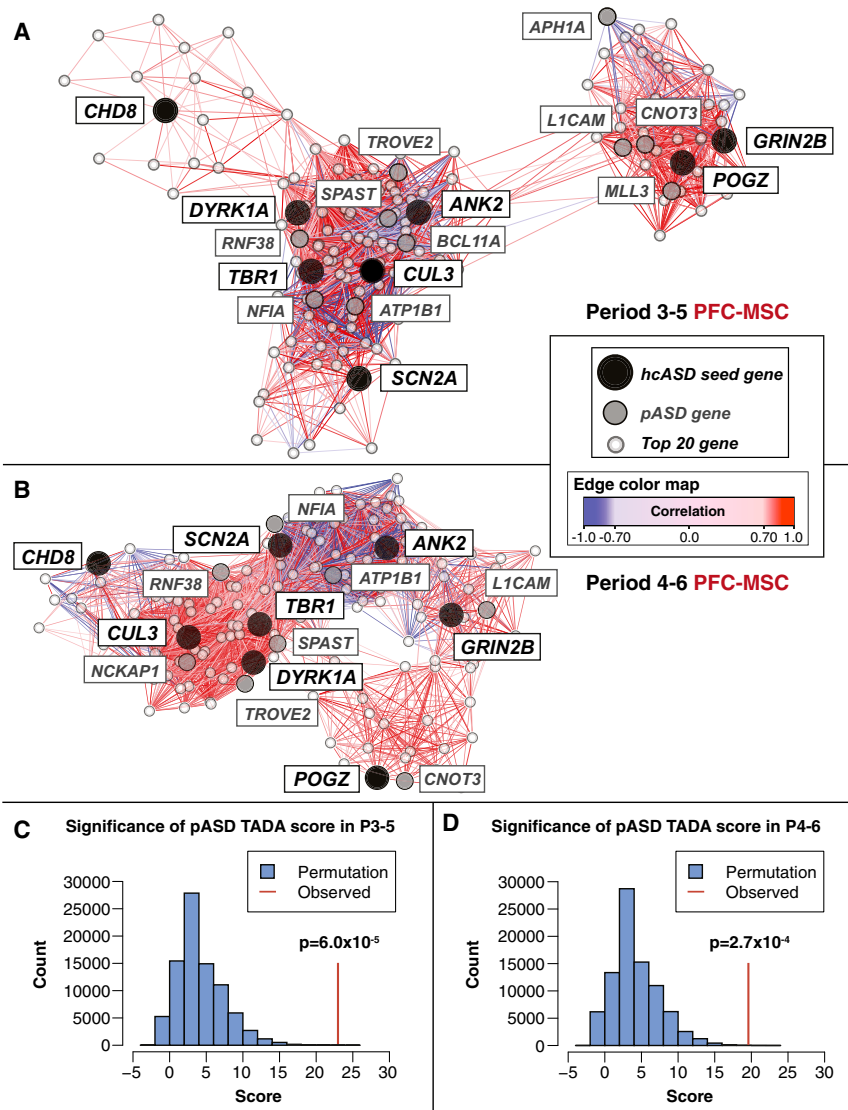 A
APH1A
CHD8
L1CAM
CNOT3
TROVE2
GRIN2B
SPAST
POGZ
MLL3
DYRK1A
ANK2
RNF38
BCL11A
TBR1
CUL3
NFIA
ATP1B1
SCN2A
Period 3-5 PFC-MSC
hcASD seed gene
pASD gene
Top 20 gene
Edge color map
Correlation
-1.0 -0.70 0.0 0.70 1.0
Period 4-6 PFC-MSC
B
NFIA
SCN2A
ANK2
CHD8
RNF38
ATP1B1
L1CAM
TBR1
CUL3
SPAST
GRIN2B
NCKAP1
DYRK1A
TROVE2
POGZ
CNOT3
C Significance of pASD TADA score in P3-5
Permutation
Observed
p=6.0x10-5
Count
30000
25000
20000
15000
10000
5000
0
−5 0 5 10 15 20 25 30
Score
D Significance of pASD TADA score in P4-6
Permutation
Observed
p=2.7x10-4
Count
30000
25000
20000
15000
10000
5000
0
−5 0 5 10 15 20 25 30
Score